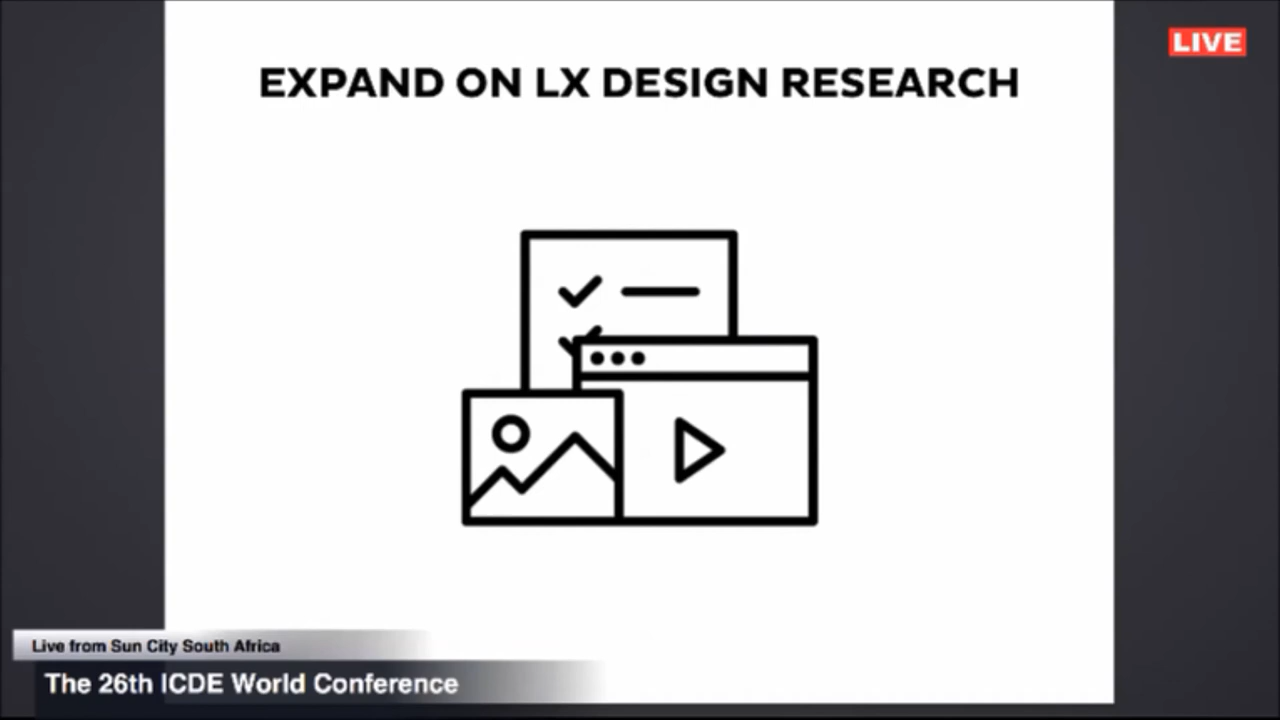 LIVE
EXPAND ON LX DESIGN RESEARCH
Live from Sun City South Africa
The 26th ICDE World Conference